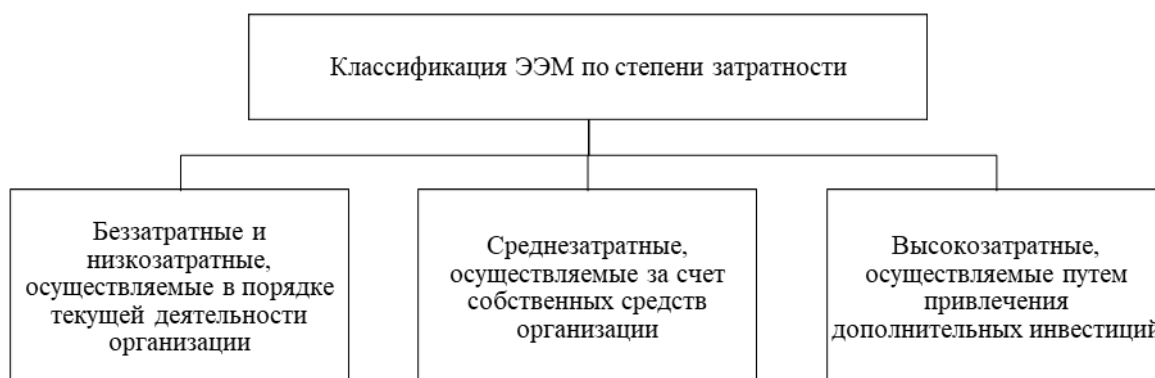 Классификация ЭЭМ по степени затратности
Беззатратные и
низкозатратные,
осуществляемые в порядке
текущей деятельности
организации
Среднезатратные,
осуществляемые за счет
собственных средств
организации
Высокозатратные,
осуществляемые путем
привлечения
дополнительных инвестиций